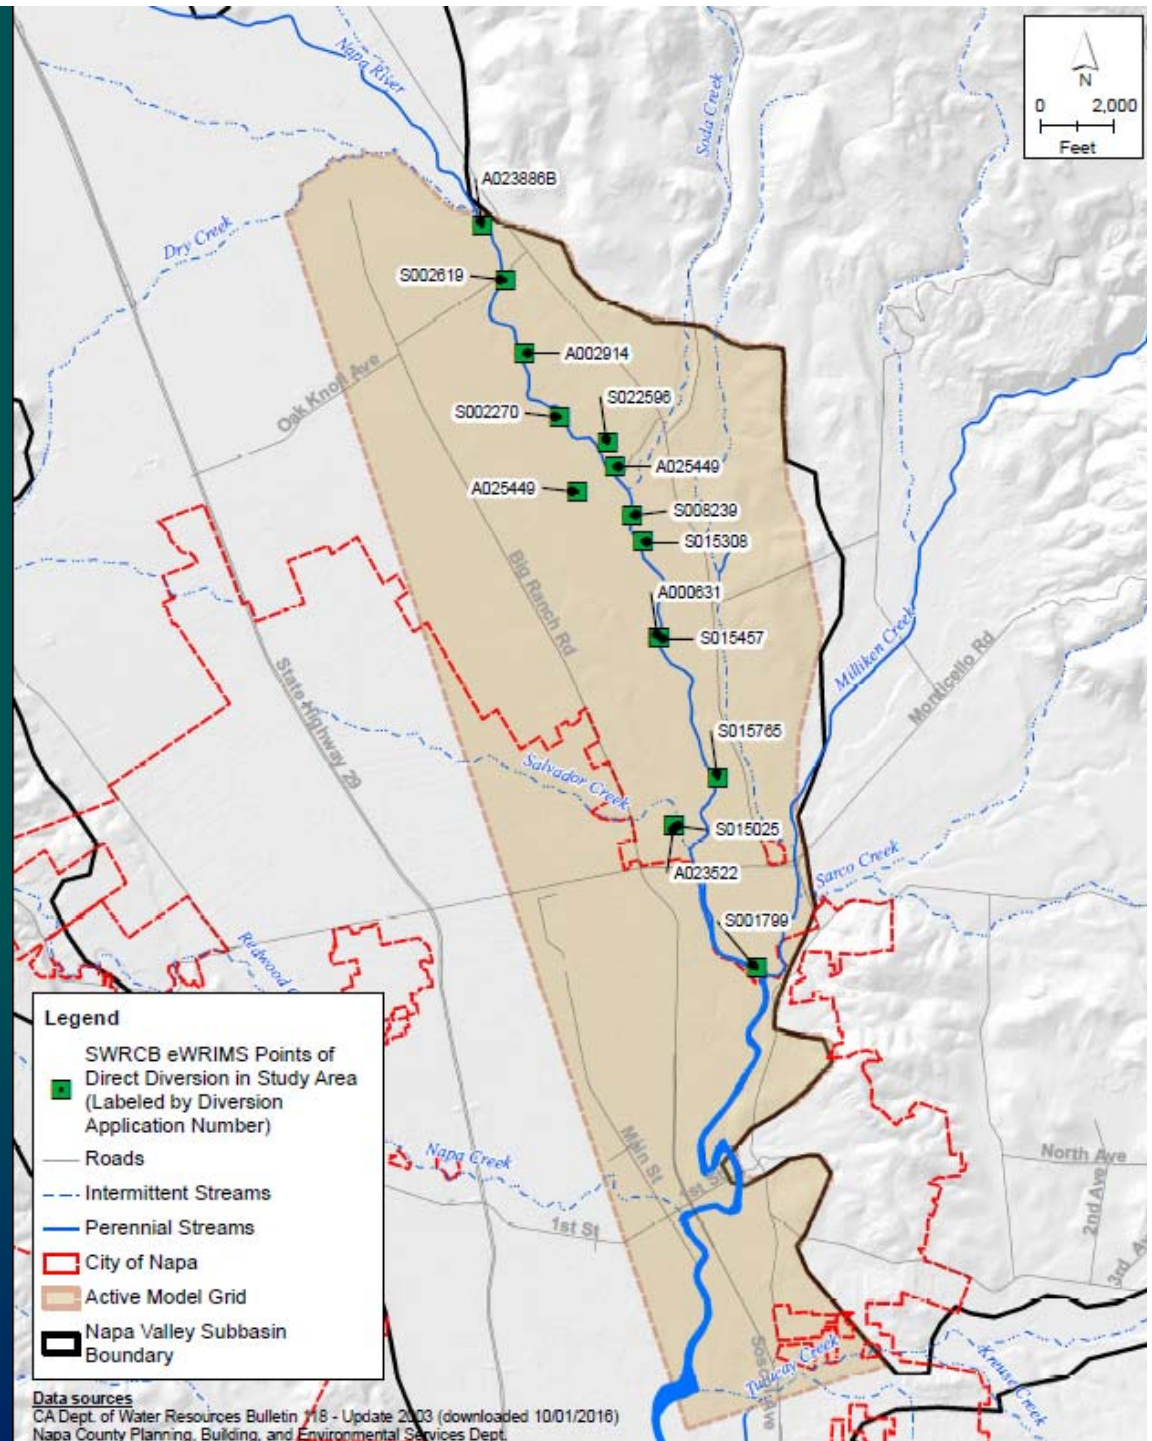 Napa River
Soda Creek
N
0 2,000
Feet
A023886B
Dry Creek
S002619
A002914
Oak Knoll Ave
S022596
S002270
A025449
A025449
S008239
S015308
Big Ranch Rd
A000631
S015457
Milliken Creek
Monticello Rd
State Highway 29
S015765
Salvador Creek
S015025
A023522
Sarco Creek
S001799
Redwood C
Legend
SWRCB eWRIMS Points of
Direct Diversion in Study Area
(Labeled by Diversion
Application Number)
Roads
Intermittent Streams
Perennial Streams
City of Napa
Active Model Grid
Napa Valley Subbasin
Boundary
Napa Creek
Main St
1st St
1st St
North Ave
2nd Ave
3rd Av
Soscol Ave
Tulucay Creek
Kreuse Creek
Data sources
CA Dept. of Water Resources Bulletin 118 - Update 2003 (downloaded 10/01/2016)
Napa County Planning, Building, and Environmental Services Dept.